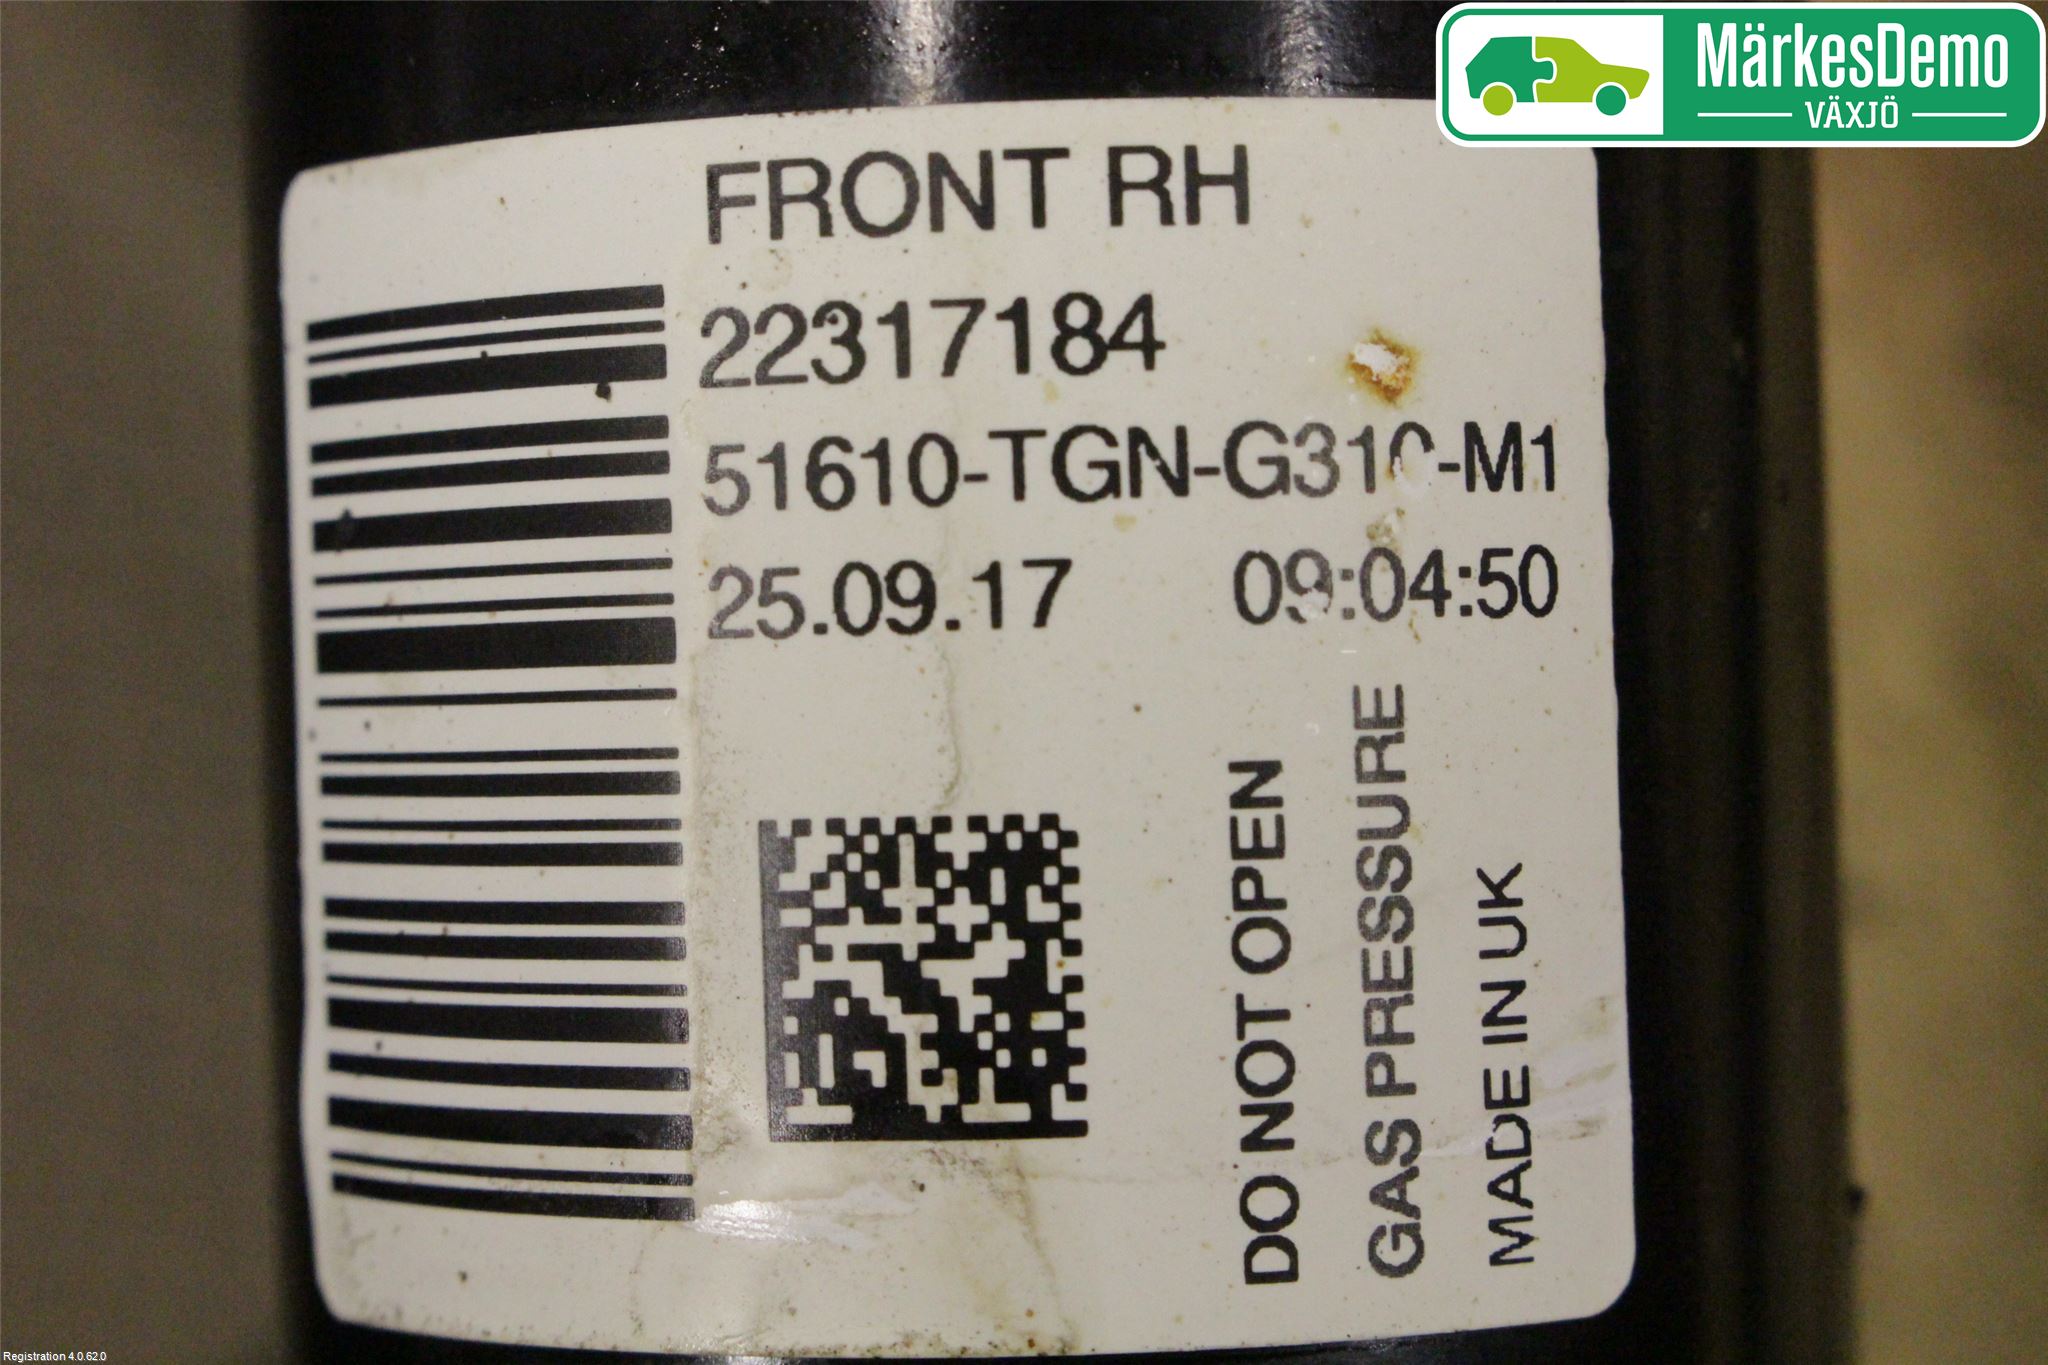 MärkesDemo
VÄXJÖ
FRONT RH
22317184
51610-TGN-G310-M1
25.09.17 09:04:50
DO NOT OPEN
GAS PRESSURE
MADE IN UK
Registration 4.0.62.0